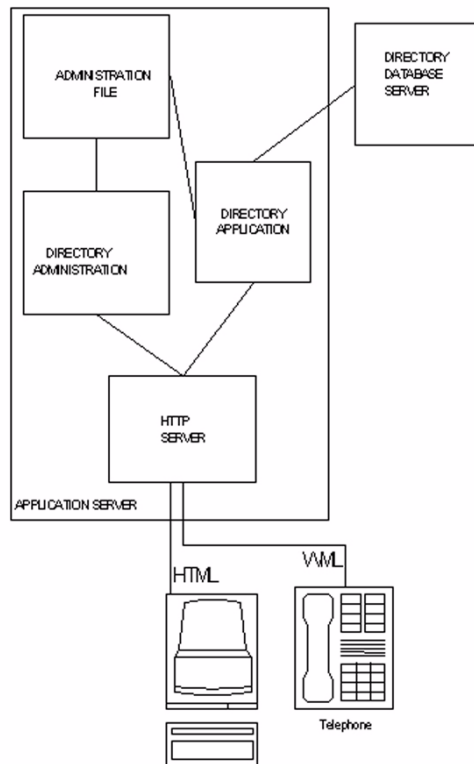 ADMINISTRATION
FILE
DIRECTORY
DATABASE
SERVER
DIRECTORY
APPLICATION
DIRECTORY
ADMINISTRATION
HTTP
SERVER
APPLICATION SERVER
HTML
WML
Telephone